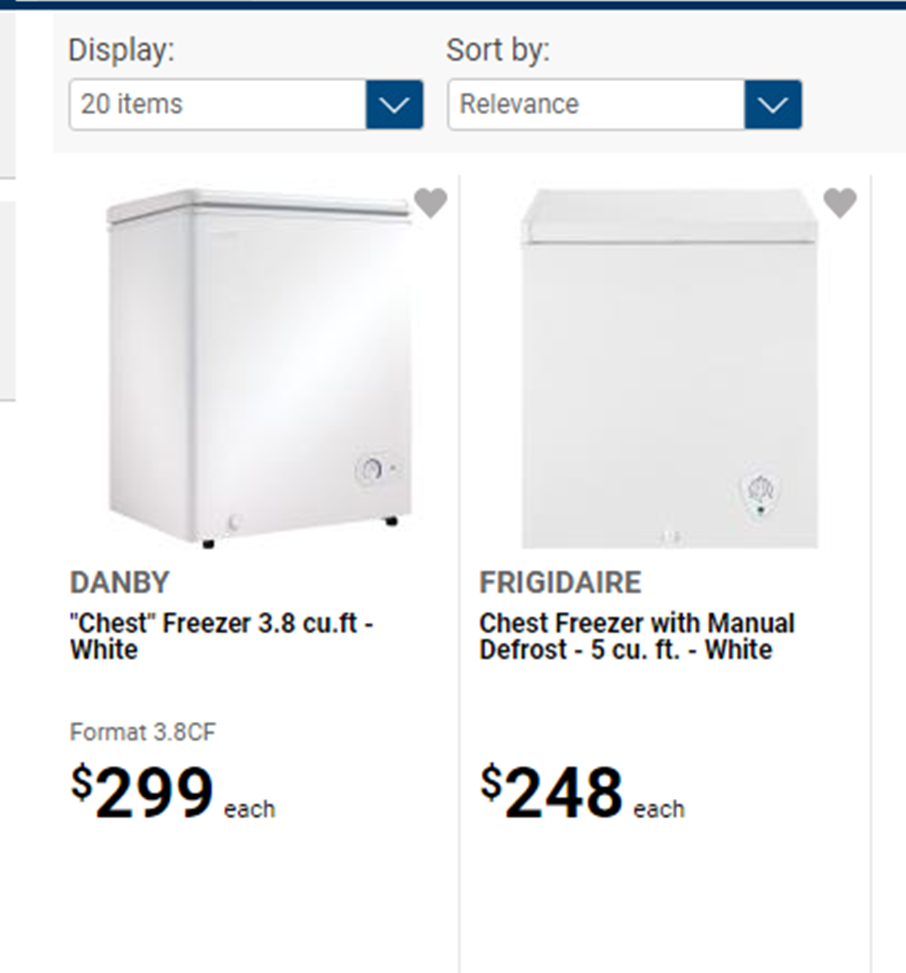 Display:
Sort by:
20 items
Relevance
DANBY
"Chest" Freezer 3.8 cu.ft -
White
Format 3.8CF
$299 each
FRIGIDAIRE
Chest Freezer with Manual
Defrost - 5 cu. ft. - White
$248 each